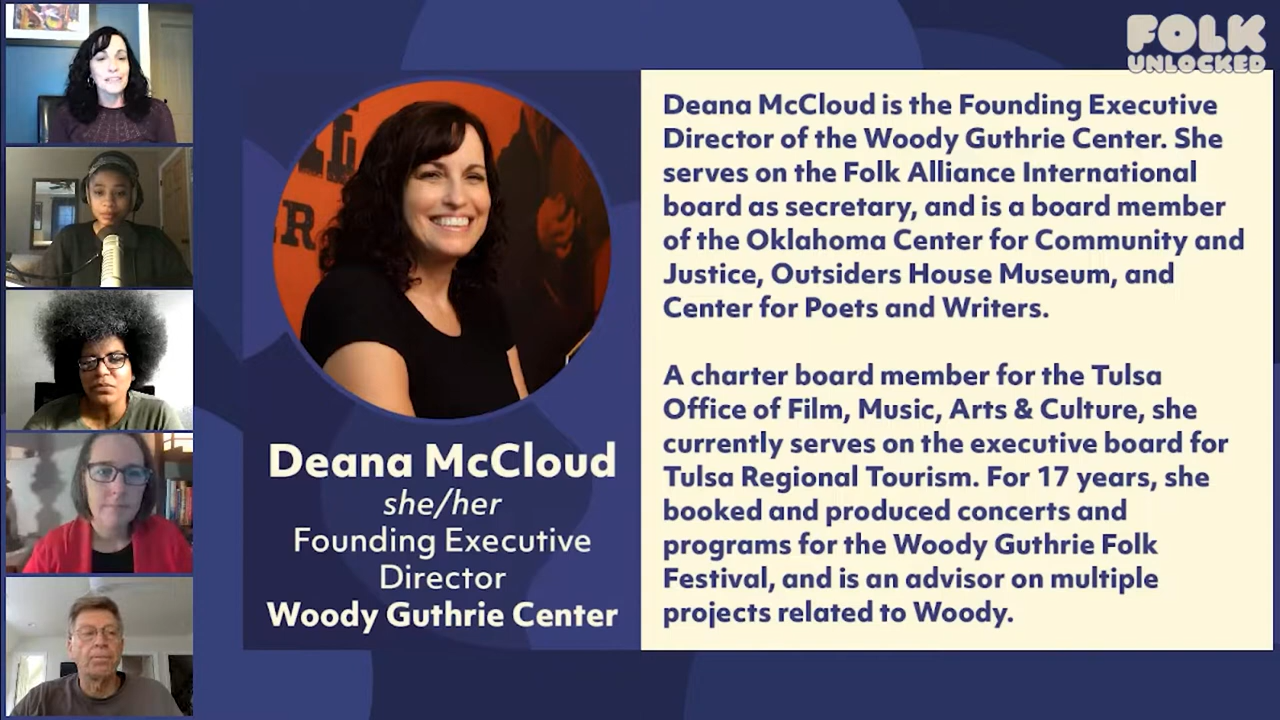 FOLK
UNLOCKED
Deana McCloud is the Founding Executive
Director of the Woody Guthrie Center. She
serves on the Folk Alliance International
board as secretary, and is a board member
of the Oklahoma Center for Community and
Justice, Outsiders House Museum, and
Center for Poets and Writers.
A charter board member for the Tulsa
Office of Film, Music, Arts & Culture, she
currently serves on the executive board for
Tulsa Regional Tourism. For 17 years, she
booked and produced concerts and
programs for the Woody Guthrie Folk
Festival, and is an advisor on multiple
projects related to Woody.
Deana McCloud
she/her
Founding Executive
Director
Woody Guthrie Center